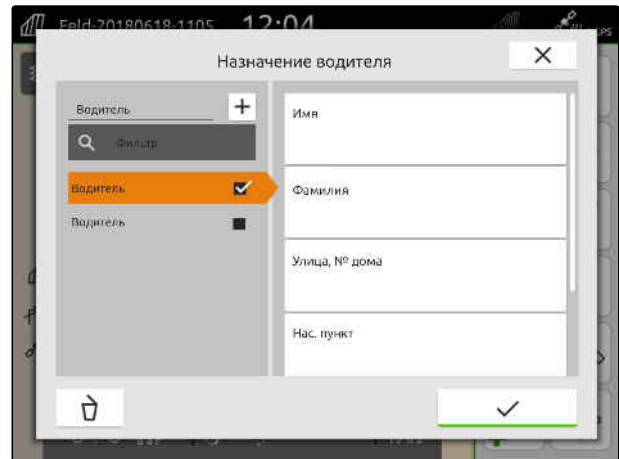 Feld-20180618-1105 12:04
Назначение водителя
Водитель
Фильтр
Водитель
Водитель
Имя
Фамилия
Улица, № дома
Нас. пункт